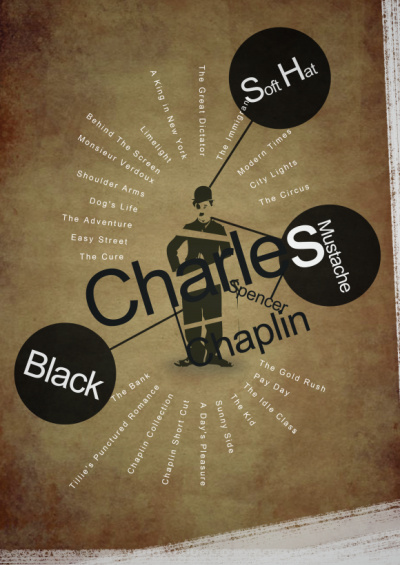 Soft Hat
The Great Dictator
A King in New York
The Immigrant
Limelight
Behind The Screen
Monsieur Verdoux
Modern Times
City Lights
The Circus
Shoulder Arms
Dog's Life
The Adventure
Easy Street
The Cure
Mustache
CharleS
Spencer
Chaplin
Black
The Bank
Tillie's Punctured Romance
Chaplin Collection
Chaplin Short Cut
A Day's Pleasure
Sunny Side
The Kid
The Idle Class
Pay Day
The Gold Rush